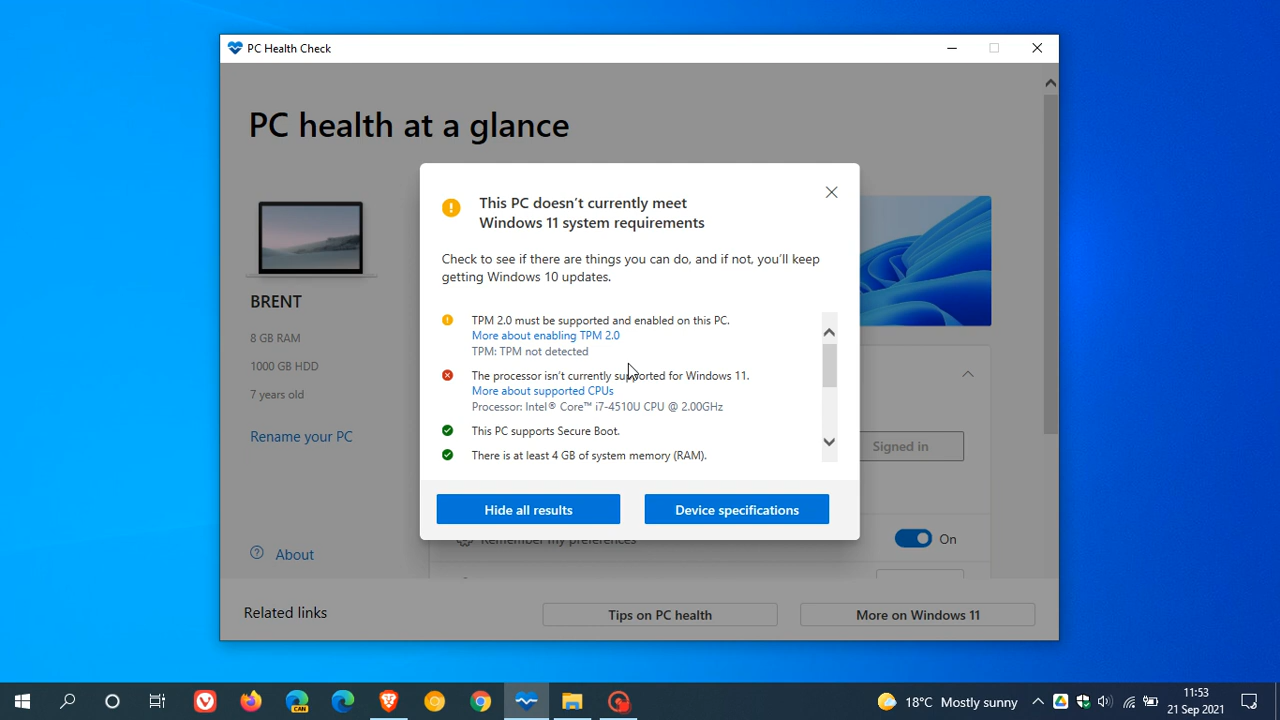 PC Health Check
PC health at a glance
BRENT
8 GB RAM
1000 GB HDD
7 years old
Rename your PC
About
This PC doesn't currently meet
Windows 11 system requirements
Check to see if there are things you can do, and if not, you'll keep
getting Windows 10 updates.
TPM 2.0 must be supported and enabled on this PC.
More about enabling TPM 2.0
TPM: TPM not detected
The processor isn't currently supported for Windows 11.
More about supported CPUs
Processor: Intel® Core™ i7-4510U CPU @ 2.00GHz
This PC supports Secure Boot.
There is at least 4 GB of system memory (RAM).
Hide all results
Device specifications
Signed in
Remember my preferences
On
Related links
Tips on PC health
More on Windows 11
CAN
18°C Mostly sunny
11:53
21 Sep 2021